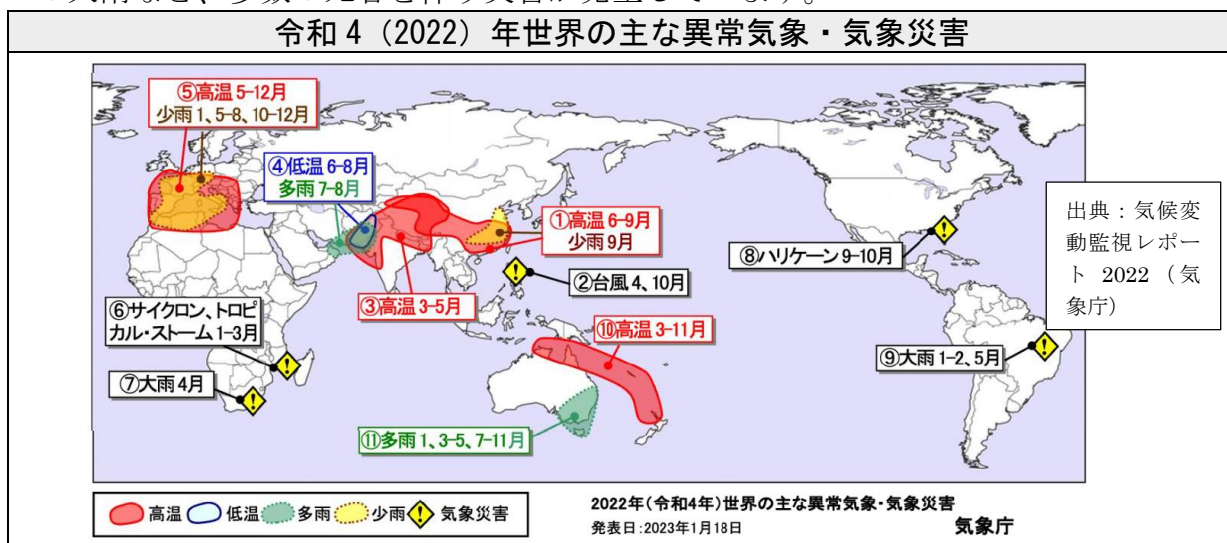 令和 4（2022）年世界の主な異常気象・気象災害
⑤高温 5-12月
少雨 1、5-8、10-12月
④低温 6-8月
多雨 7-8月
①高温 6-9月
少雨 9月
②台風 4、10月
③高温 3-5月
⑧ハリケーン 9-10月
⑥サイクロン、トロピ
カル・ストーム 1-3月
⑦大雨 4月
⑩高温 3-11月
⑨大雨 1-2、5月
⑪多雨 1、3-5、7-11月
出典：気候変
動監視レポー
ト 2022（気
象庁）
高温 低温 多雨 少雨 気象災害
2022年(令和4年)世界の主な異常気象・気象災害
発表日:2023年1月18日
気象庁